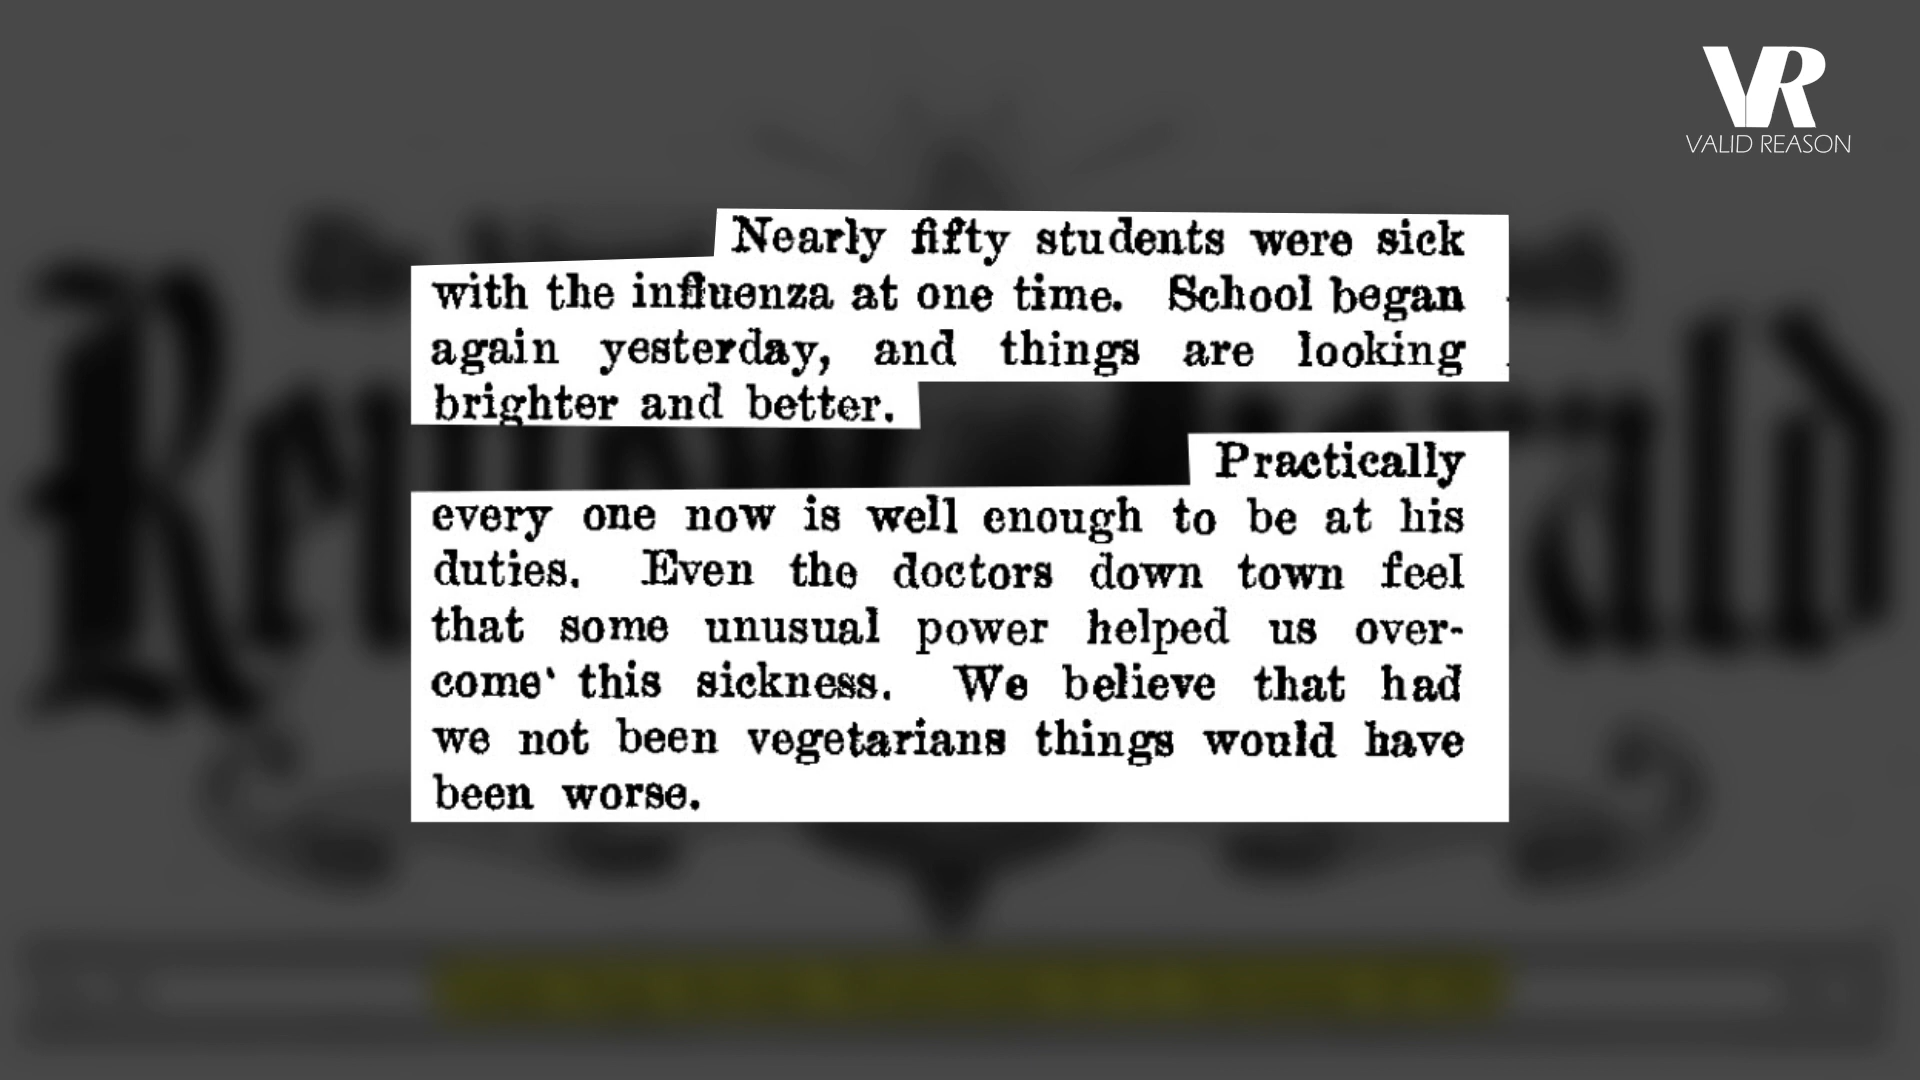 VR
VALID REASON
Nearly fifty students were sick
with the influenza at one time. School began
again yesterday, and things are looking
brighter and better.
Practically
every one now is well enough to be at his
duties. Even the doctors down town feel
that some unusual power helped us over-
come this sickness. We believe that had
we not been vegetarians things would have
been worse.